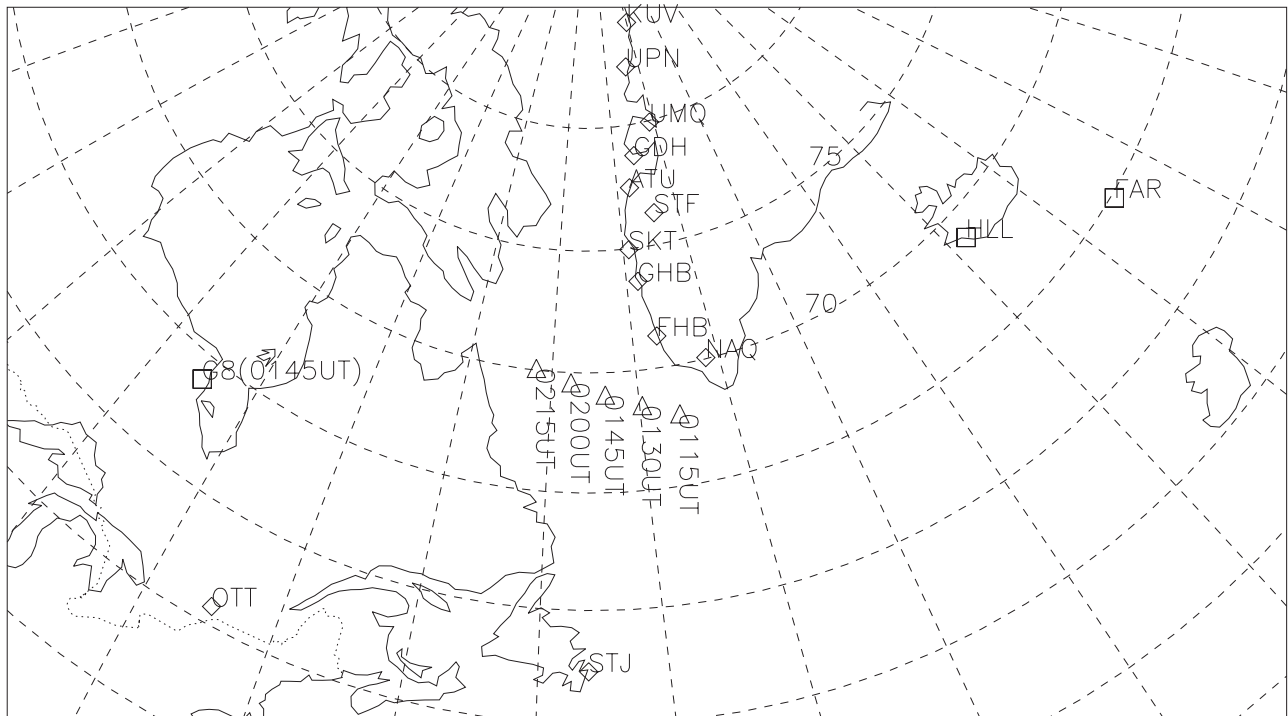 KUV
UPN
UMQ
GDH
75
ATU
FAR
STF
HLL
SKT
GHB
70
FHB
NAQ
G8(0145UT)
0215UT
0200UT
0145UT
0130UT
0115UT
OTT
STJ